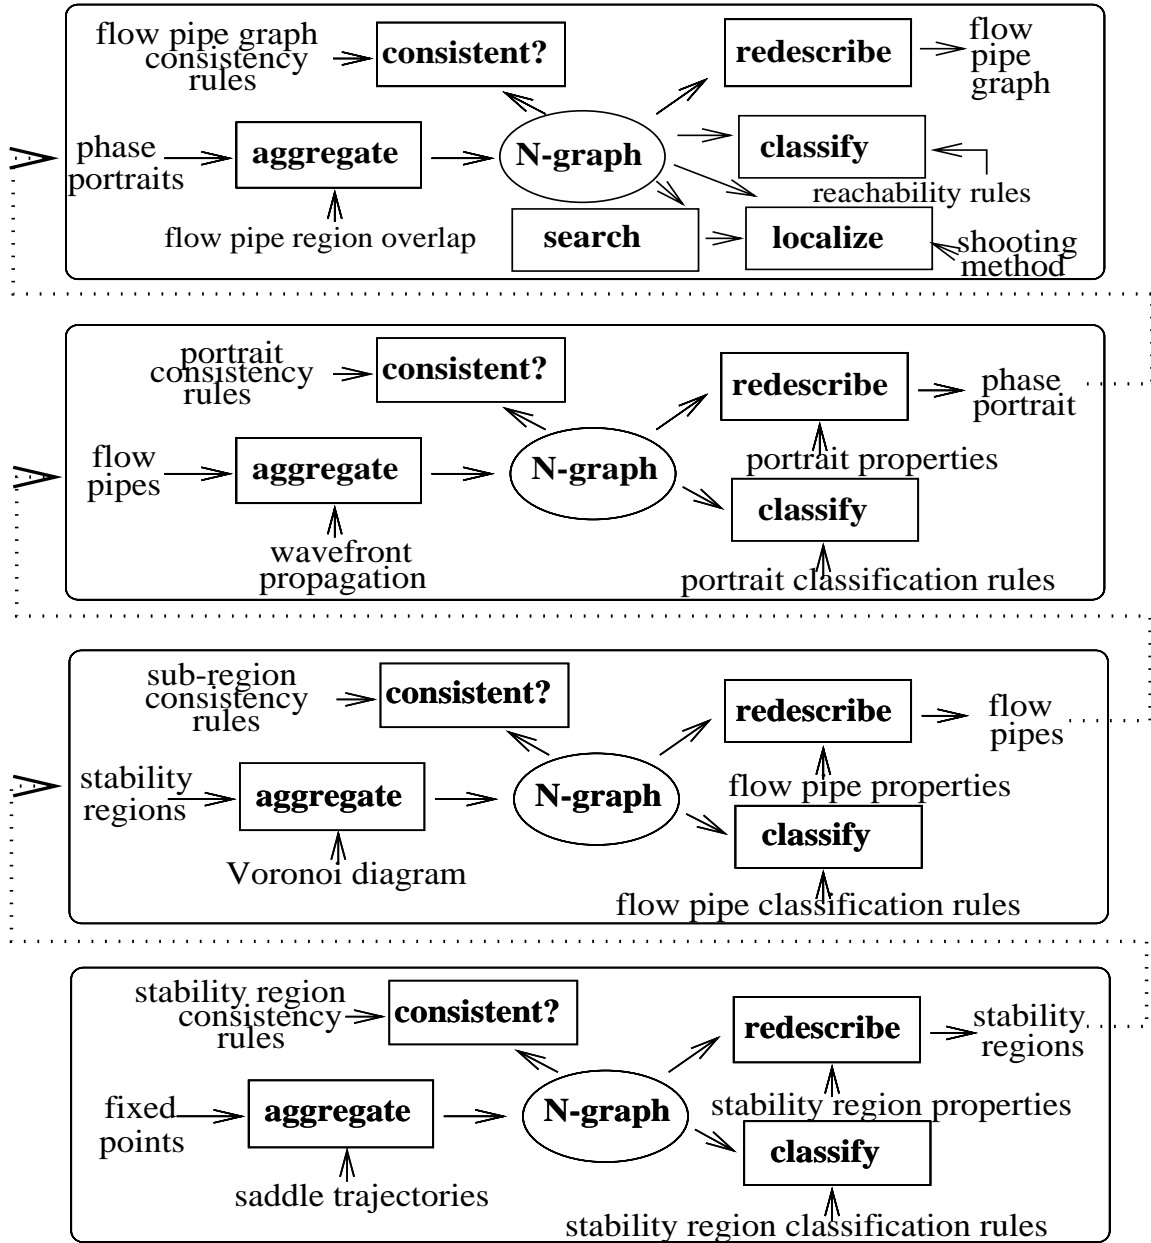 flow pipe graph
consistency
rules
consistent?
redescribe
flow
pipe
graph
phase
portraits
aggregate
N-graph
classify
reachability rules
flow pipe region overlap
search
localize
shooting
method
portrait
consistency
rules
consistent?
redescribe
phase
portrait
flow
pipes
aggregate
N-graph
portrait properties
classify
wavefront
propagation
portrait classification rules
sub-region
consistency
rules
consistent?
redescribe
flow
pipes
stability
regions
aggregate
N-graph
flow pipe properties
classify
Voronoi diagram
flow pipe classification rules
stability region
consistency
rules
consistent?
redescribe
stability
regions
fixed
points
aggregate
N-graph
stability region properties
classify
saddle trajectories
stability region classification rules